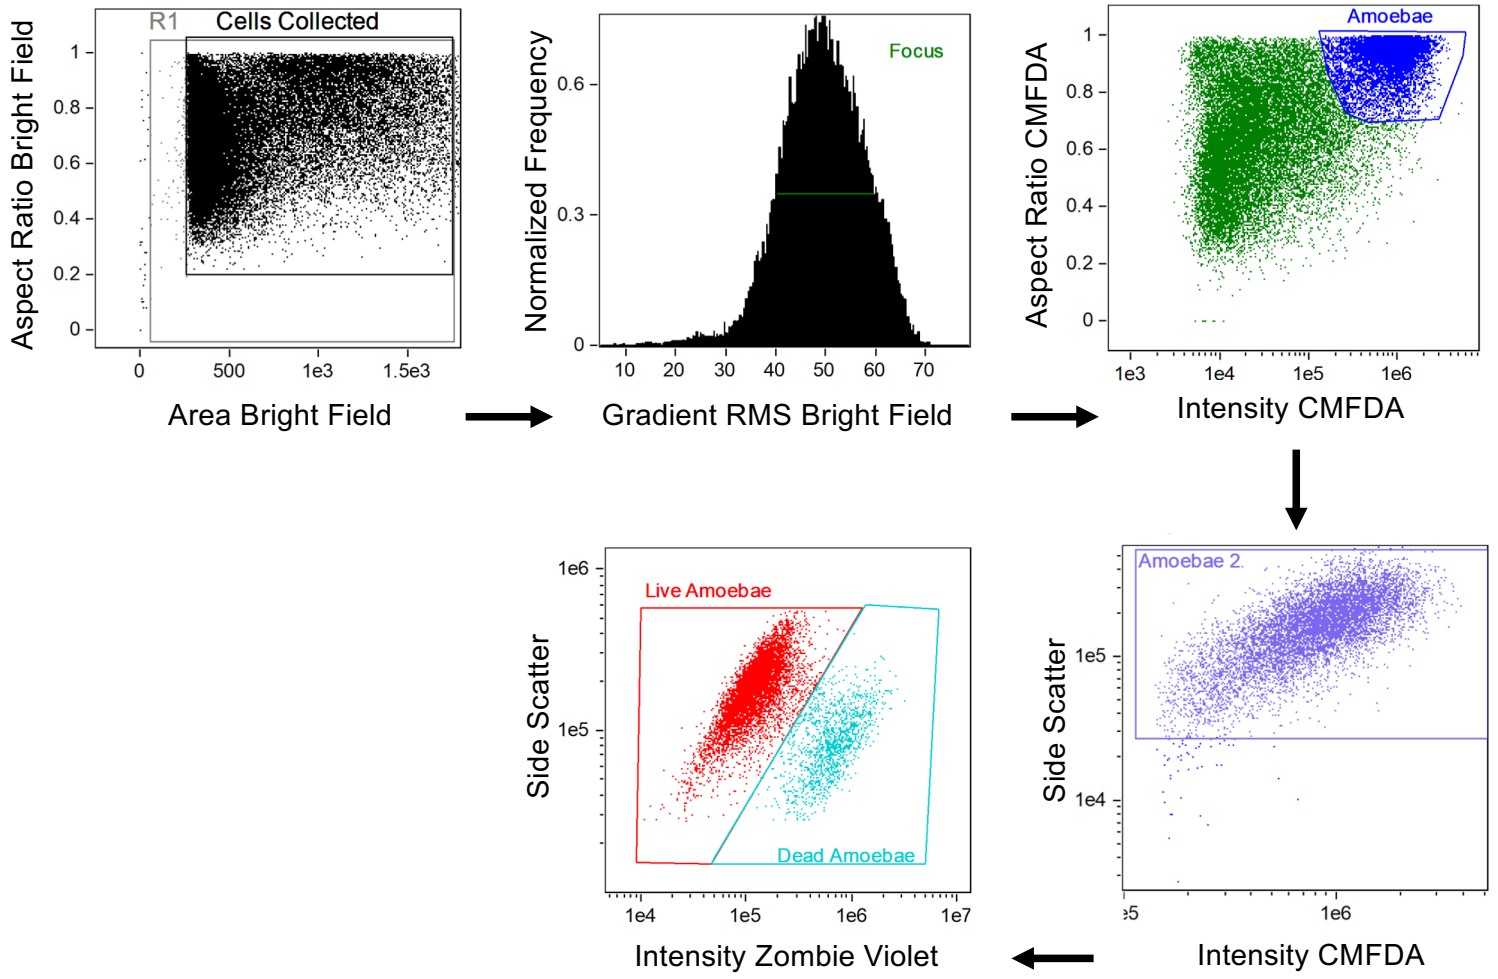 R1 Cells Collected
Aspect Ratio Bright Field
1
0.8
0.6
0.4
0.2
0
0 500 1e3 1.5e3
Area Bright Field
Focus
Normalized Frequency
0.6
0.3
0
10 20 30 40 50 60 70
Gradient RMS Bright Field
Amoebae
Aspect Ratio CMFDA
1
0.8
0.6
0.4
0.2
0
1e3 1e4 1e5 1e6
Intensity CMFDA
Live Amoebae
Dead Amoebae
Side Scatter
1e6
1e5
1e4 1e5 1e6 1e7
Intensity Zombie Violet
Amoebae 2
Side Scatter
1e5
1e4
e5 1e6
Intensity CMFDA